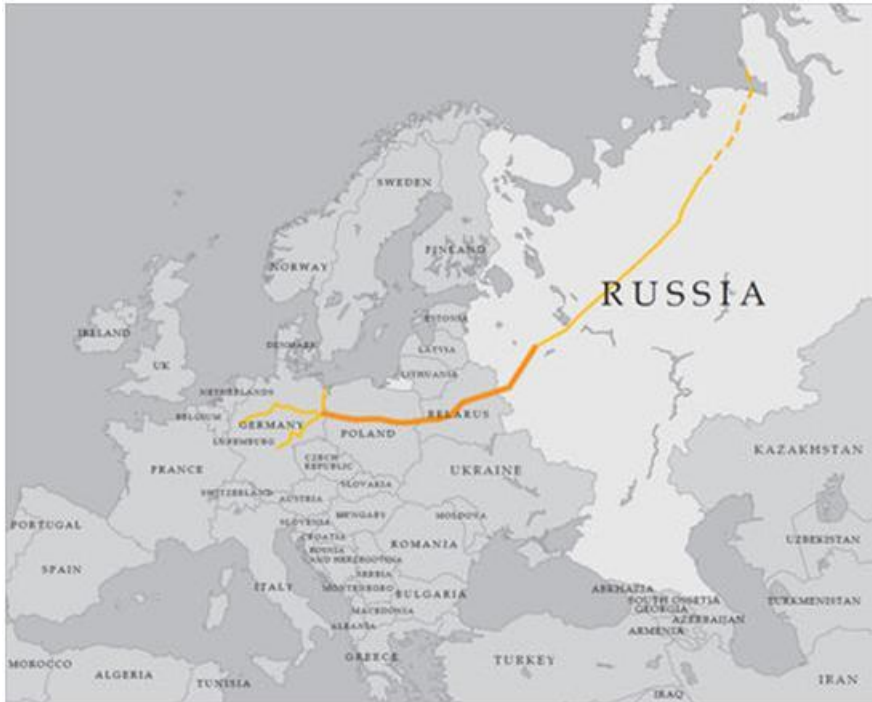 SWEDEN
FINLAND
NORWAY
RUSSIA
ESTONIA
IRELAND
DENMARK
LATVIA
UK
LITHUANIA
NETHERLANDS
BELGIUM
GERMANY
BELARUS
POLAND
LUXEMBURG
KAZAKHSTAN
CZECH
REPUBLIC
FRANCE
UKRAINE
SLOVAKIA
SWITZERLAND
AUSTRIA
PORTUGAL
HUNGARY
MOLDOVA
SLOVENIA
CROATIA
UZBEKISTAN
ROMANIA
BOSNIA
AND HERZEGOVINA
SPAIN
SERBIA
ITALY
MONTENEGRO
BULGARIA
ABKHAZIA
SOUTH OSSETIA
TURKMENISTAN
GEORGIA
MACEDONIA
AZERBAIJAN
ALBANIA
ARMENIA
GREECE
MOROCCO
TURKEY
ALGERIA
IRAN
TUNISIA
IRAQ